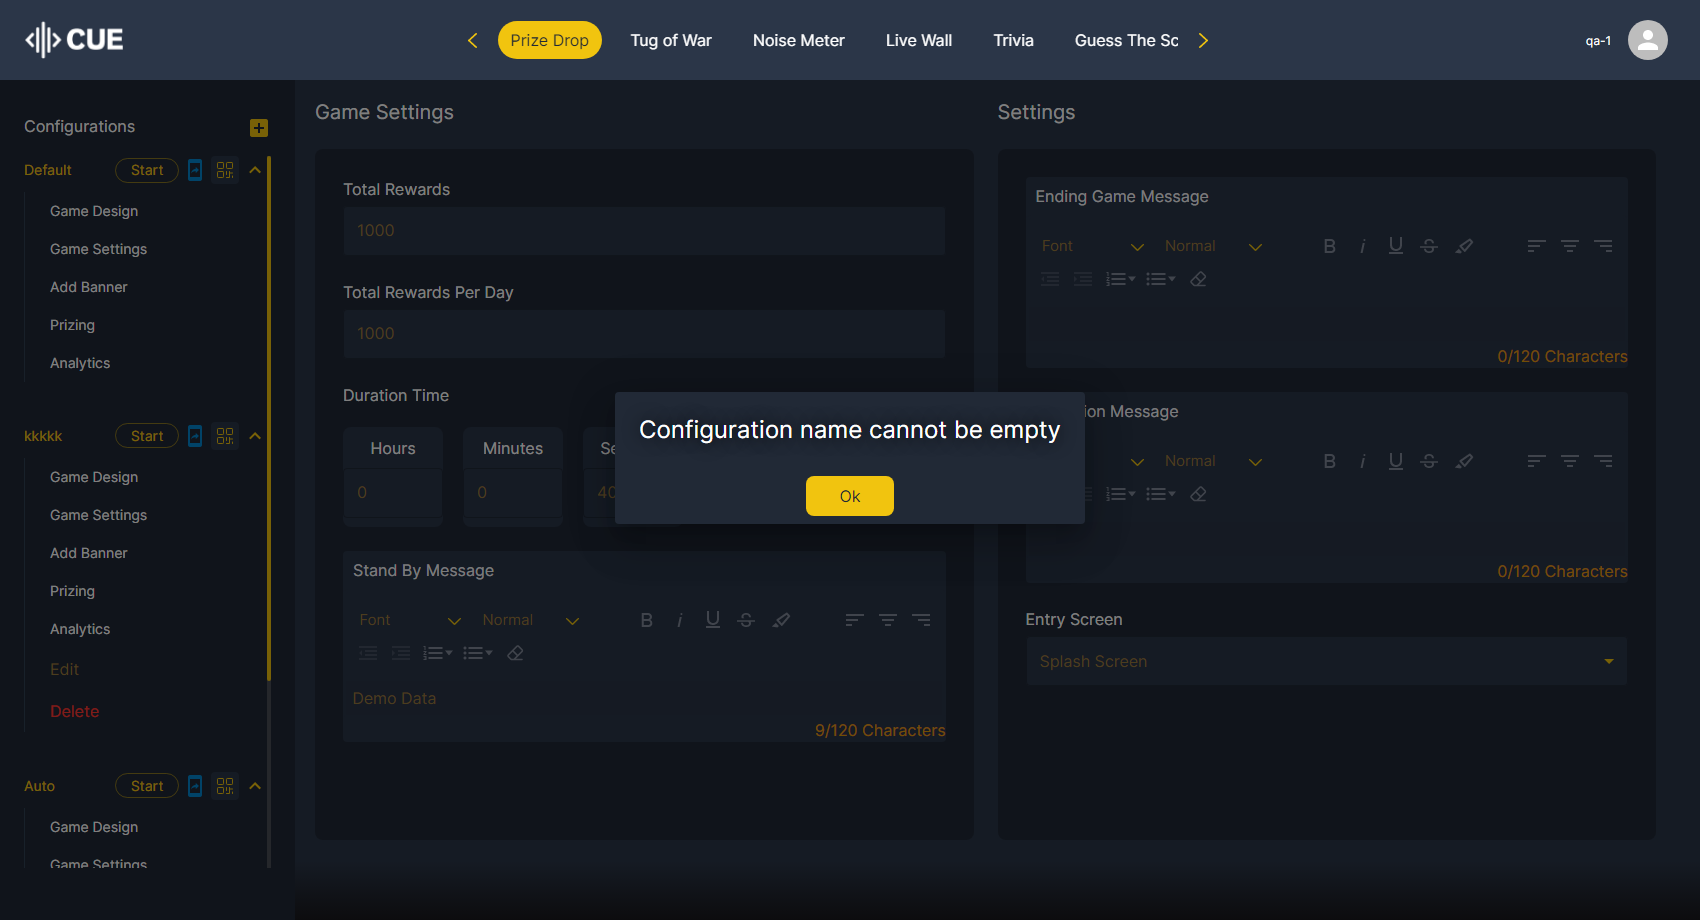 CUE
Prize Drop
Tug of War
Noise Meter
Live Wall
Trivia
Guess The Sc
qa-1
Configurations
Default
Start
Game Design
Game Settings
Add Banner
Prizing
Analytics
kkkkk
Start
Game Design
Game Settings
Add Banner
Prizing
Analytics
Edit
Delete
Auto
Start
Game Design
Game Settings
Game Settings
Total Rewards
1000
Total Rewards Per Day
1000
Duration Time
Hours
Minutes
Se
0
0
40
Stand By Message
Font
Normal
Demo Data
9/120 Characters
Configuration name cannot be empty
Ok
Settings
Ending Game Message
Font
Normal
0/120 Characters
ion Message
Normal
0/120 Characters
Entry Screen
Splash Screen